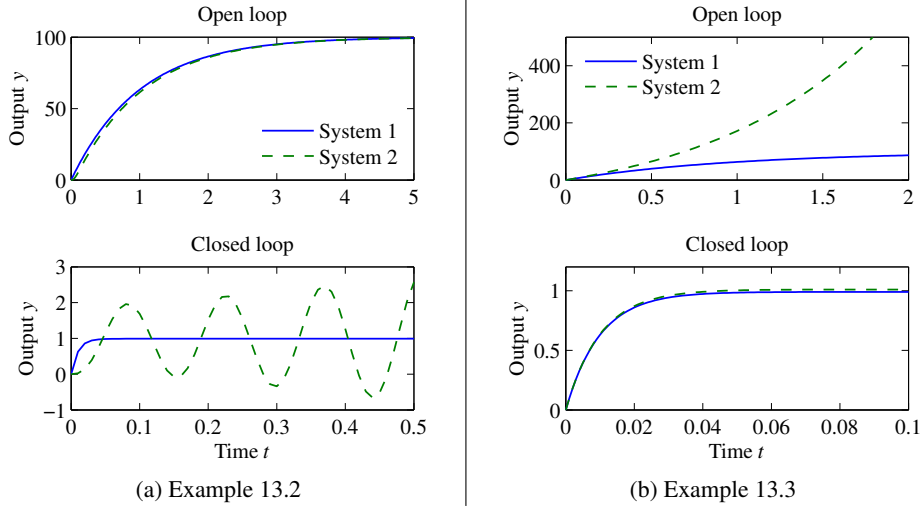 Open loop
100
50
0
Output y
System 1
System 2
0 1 2 3 4 5
Closed loop
3
2
1
0
−1
Output y
0 0.1 0.2 0.3 0.4 0.5
Time t
(a) Example 13.2
Open loop
400
200
0
Output y
System 1
System 2
0 0.5 1 1.5 2
Closed loop
1
0.5
0
Output y
0 0.02 0.04 0.06 0.08 0.1
Time t
(b) Example 13.3